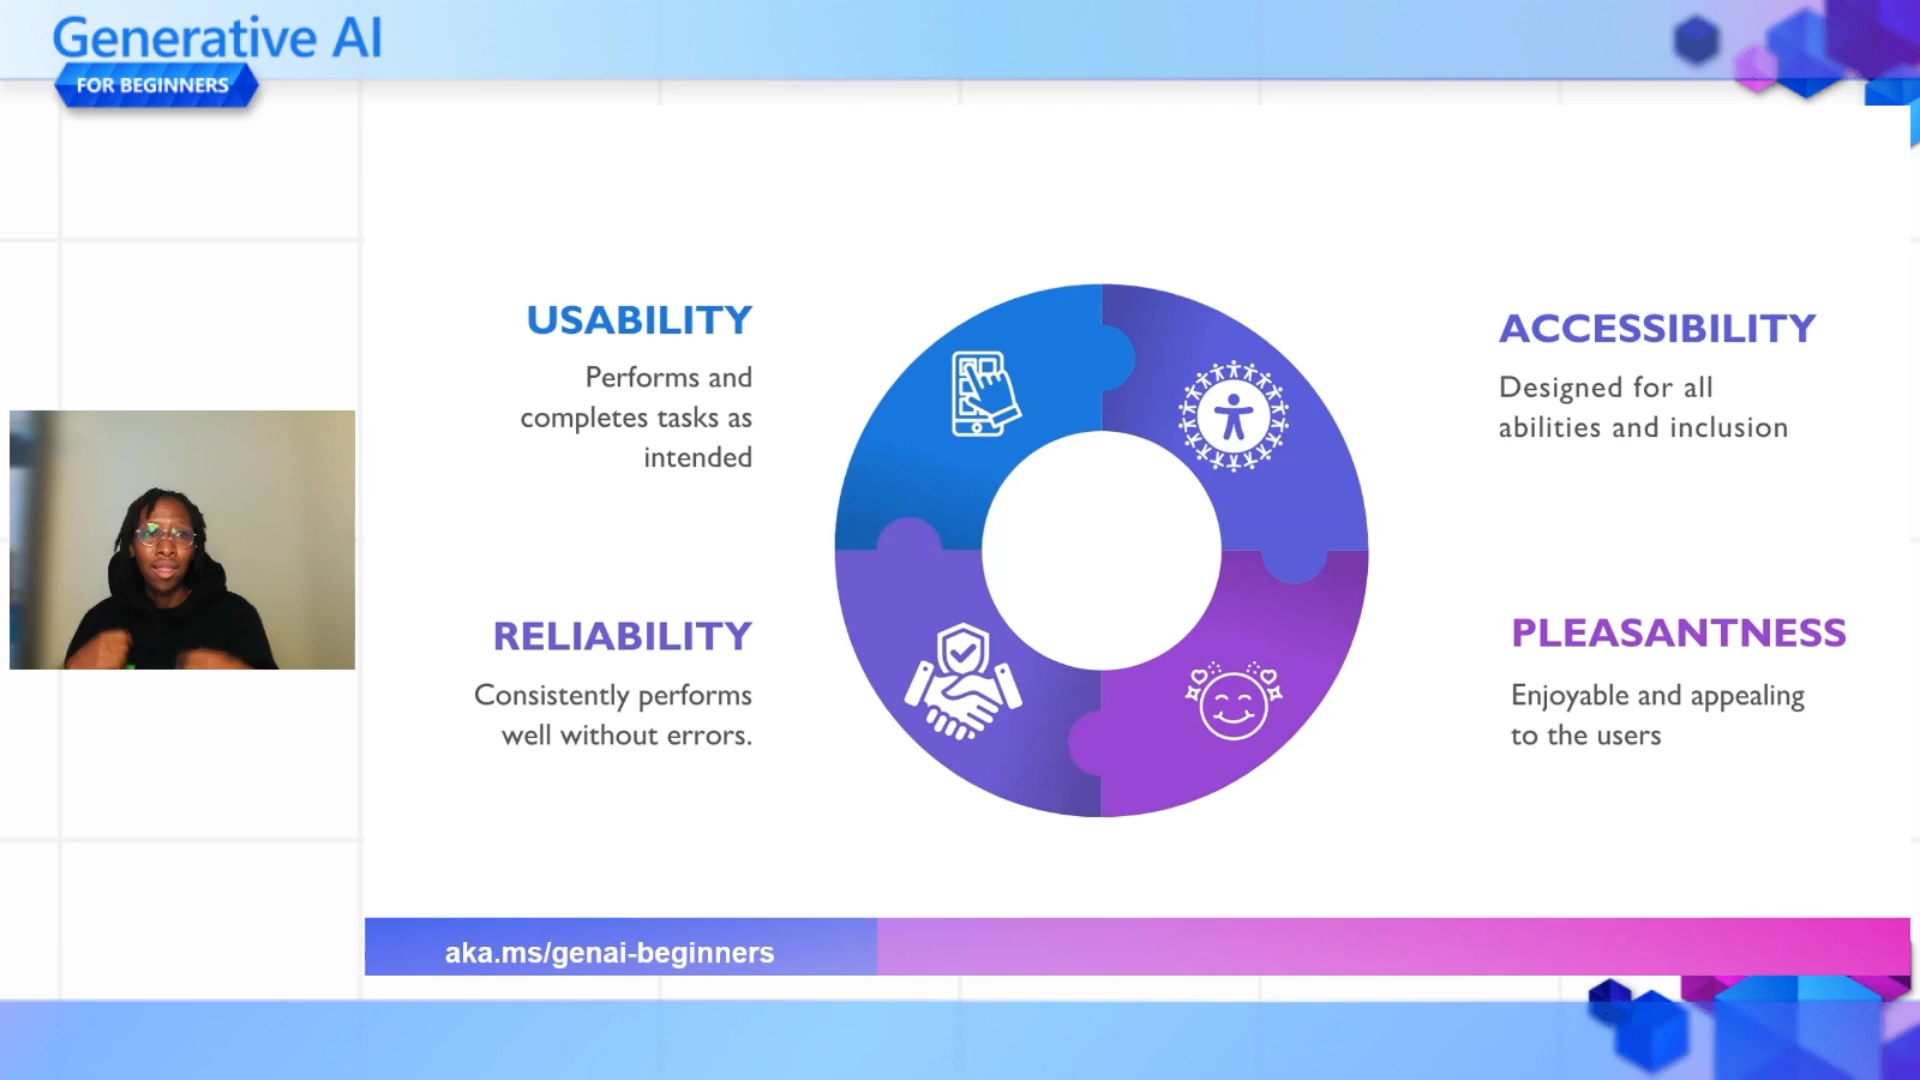 Generative AI
FOR BEGINNERS
USABILITY
Performs and
completes tasks as
intended
ACCESSIBILITY
Designed for all
abilities and inclusion
RELIABILITY
Consistently performs
well without errors.
PLEASANTNESS
Enjoyable and appealing
to the users
aka.ms/genai-beginners